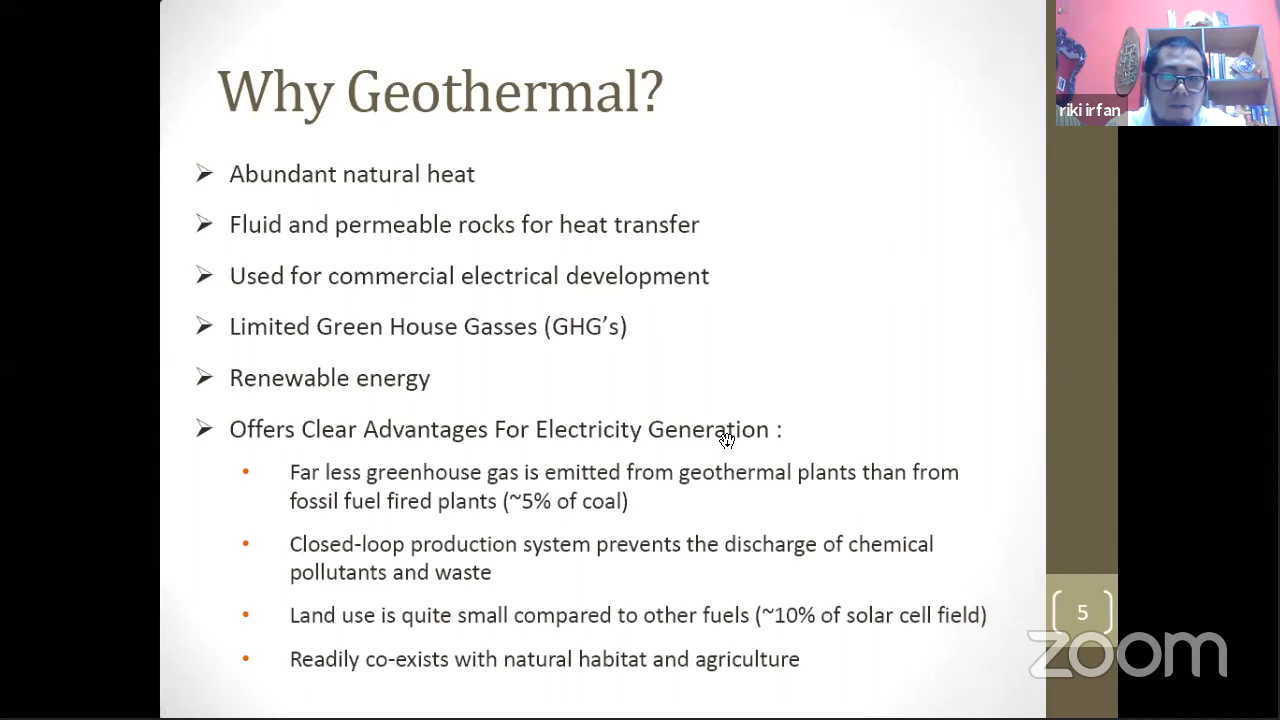 Why Geothermal?
riki irfan
Abundant natural heat
Fluid and permeable rocks for heat transfer
Used for commercial electrical development
Limited Green House Gasses (GHG’s)
Renewable energy
Offers Clear Advantages For Electricity Generation :
Far less greenhouse gas is emitted from geothermal plants than from
fossil fuel fired plants (~5% of coal)
Closed-loop production system prevents the discharge of chemical
pollutants and waste
Land use is quite small compared to other fuels (~10% of solar cell field)
Readily co-exists with natural habitat and agriculture
5
zoom